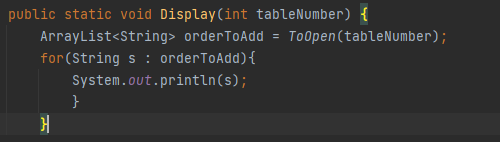 public static void Display(int tableNumber) {
    ArrayList<String> orderToAdd = ToOpen(tableNumber);
    for(String s : orderToAdd){
        System.out.println(s);
        }
    }